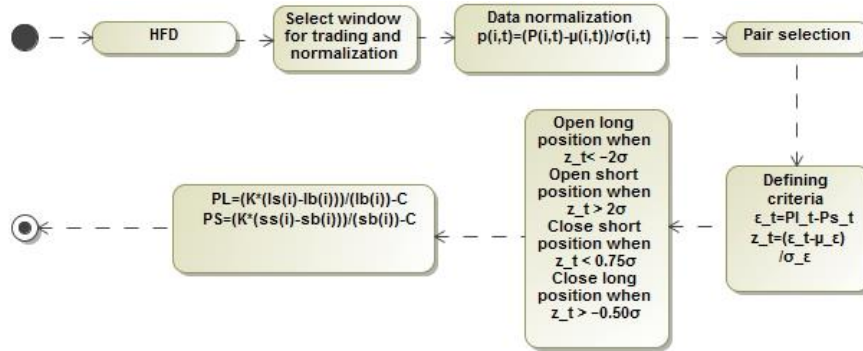 HFD
Select window
for trading and
normalization
Data normalization
p(i,t)=(P(i,t)-μ(i,t))/σ(i,t)
Pair selection
Defining
criteria
ε_t=Pl_t-Ps_t
z_t=(ε_t-μ_ε)
/σ_ε
Open long
position when
z_t< −2σ
Open short
position when
z_t > 2σ
Close short
position when
z_t < 0.75σ
Close long
position when
z_t > −0.50σ
PL=(K*(ls(i)-lb(i)))/(lb(i))-C
PS=(K*(ss(i)-sb(i)))/(sb(i))-C